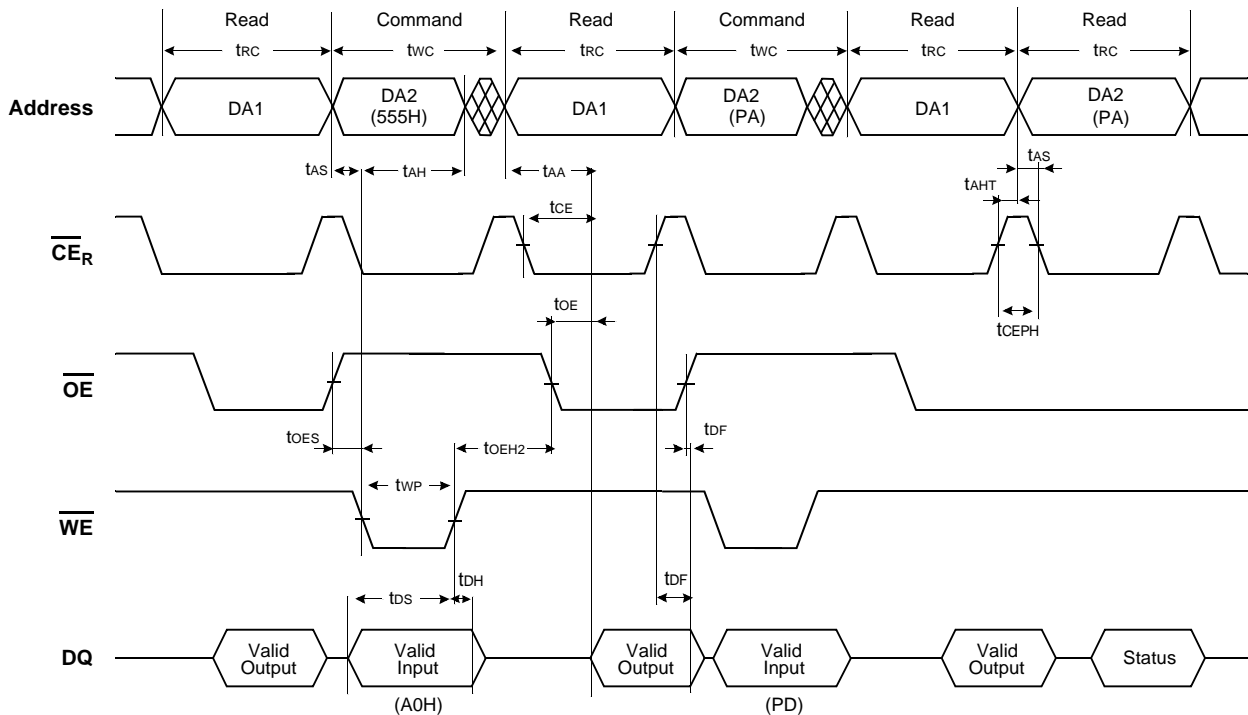 Read Command Read Command Read Read
tRC tWC tRC tWC tRC tRC
Address
DA1 DA2 (555H) DA1 DA2 (PA) DA1 DA2 (PA)
tAS tAH tAA tAS
tAHT
tCE
CER
tOE
tCEPH
OE
tOES tOEH2 tDF
tWP
WE
tDH tDF
tDS
DQ
Valid Output Valid Input Valid Output Valid Input Valid Output Status
(A0H) (PD)